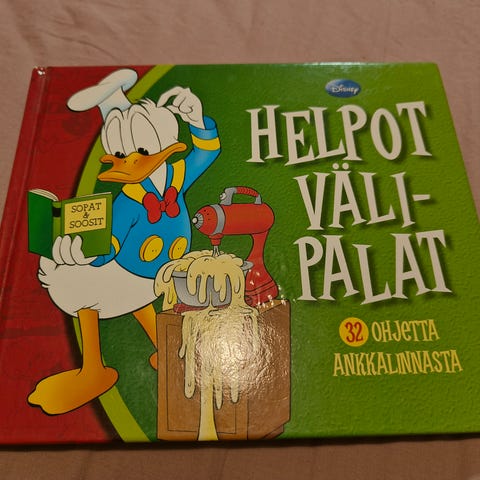 Disney
HELPOT
VÄLI-
PALAT
32 OHJETTA
ANKKALINNASTA
SOPAT
&
SOOSIT